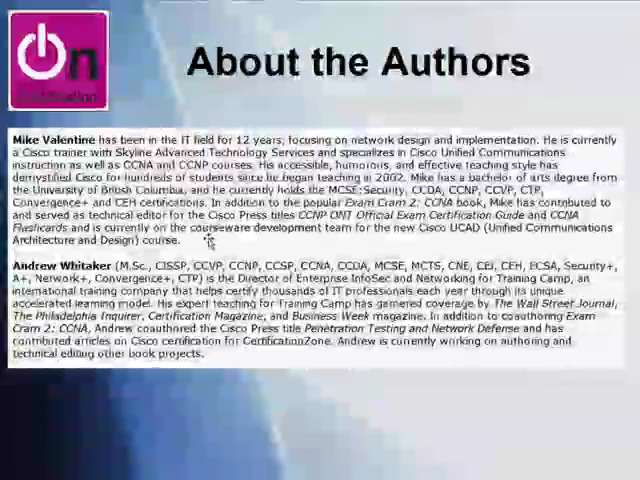 On
Certification
About the Authors
Mike Valentine has been in the IT field for 12 years, focusing on network design and implementation. He is currently
a Cisco trainer with Skyline Advanced Technology Services and specializes in Cisco Unified Communications
instruction as well as CCNA and CCNP courses. His accessible, humorous, and effective teaching style has
demystified Cisco for hundreds of students since he began teaching in 2002. Mike has a bachelor of arts degree from
the University of British Columbia, and he currently holds the MCSE:Security, CCDA, CCNP, CCVP, CTP,
Convergence+ and CEH certifications. In addition to the popular Exam Cram 2: CCNA book, Mike has contributed to
and served as technical editor for the Cisco Press titles CCNP ONT Official Exam Certification Guide and CCNA
Flashcards and is currently on the courseware development team for the new Cisco UCAD (Unified Communications
Architecture and Design) course.
Andrew Whitaker (M.Sc., CISSP, CCVP, CCNP, CCSP, CCNA, CCDA, MCSE, MCTS, CNE, CEI, CEH, ECSA, Security+,
A+, Network+, Convergence+, CTP) is the Director of Enterprise InfoSec and Networking for Training Camp, an
international training company that helps certify thousands of IT professionals each year through its unique
accelerated learning model. His expert teaching for Training Camp has garnered coverage by The Wall Street Journal,
The Philadelphia Inquirer, Certification Magazine, and Business Week magazine. In addition to coauthoring Exam
Cram 2: CCNA, Andrew coauthored the Cisco Press title Penetration Testing and Network Defense and has
contributed articles on Cisco certification for CertificationZone. Andrew is currently working on authoring and
technical editing other book projects.